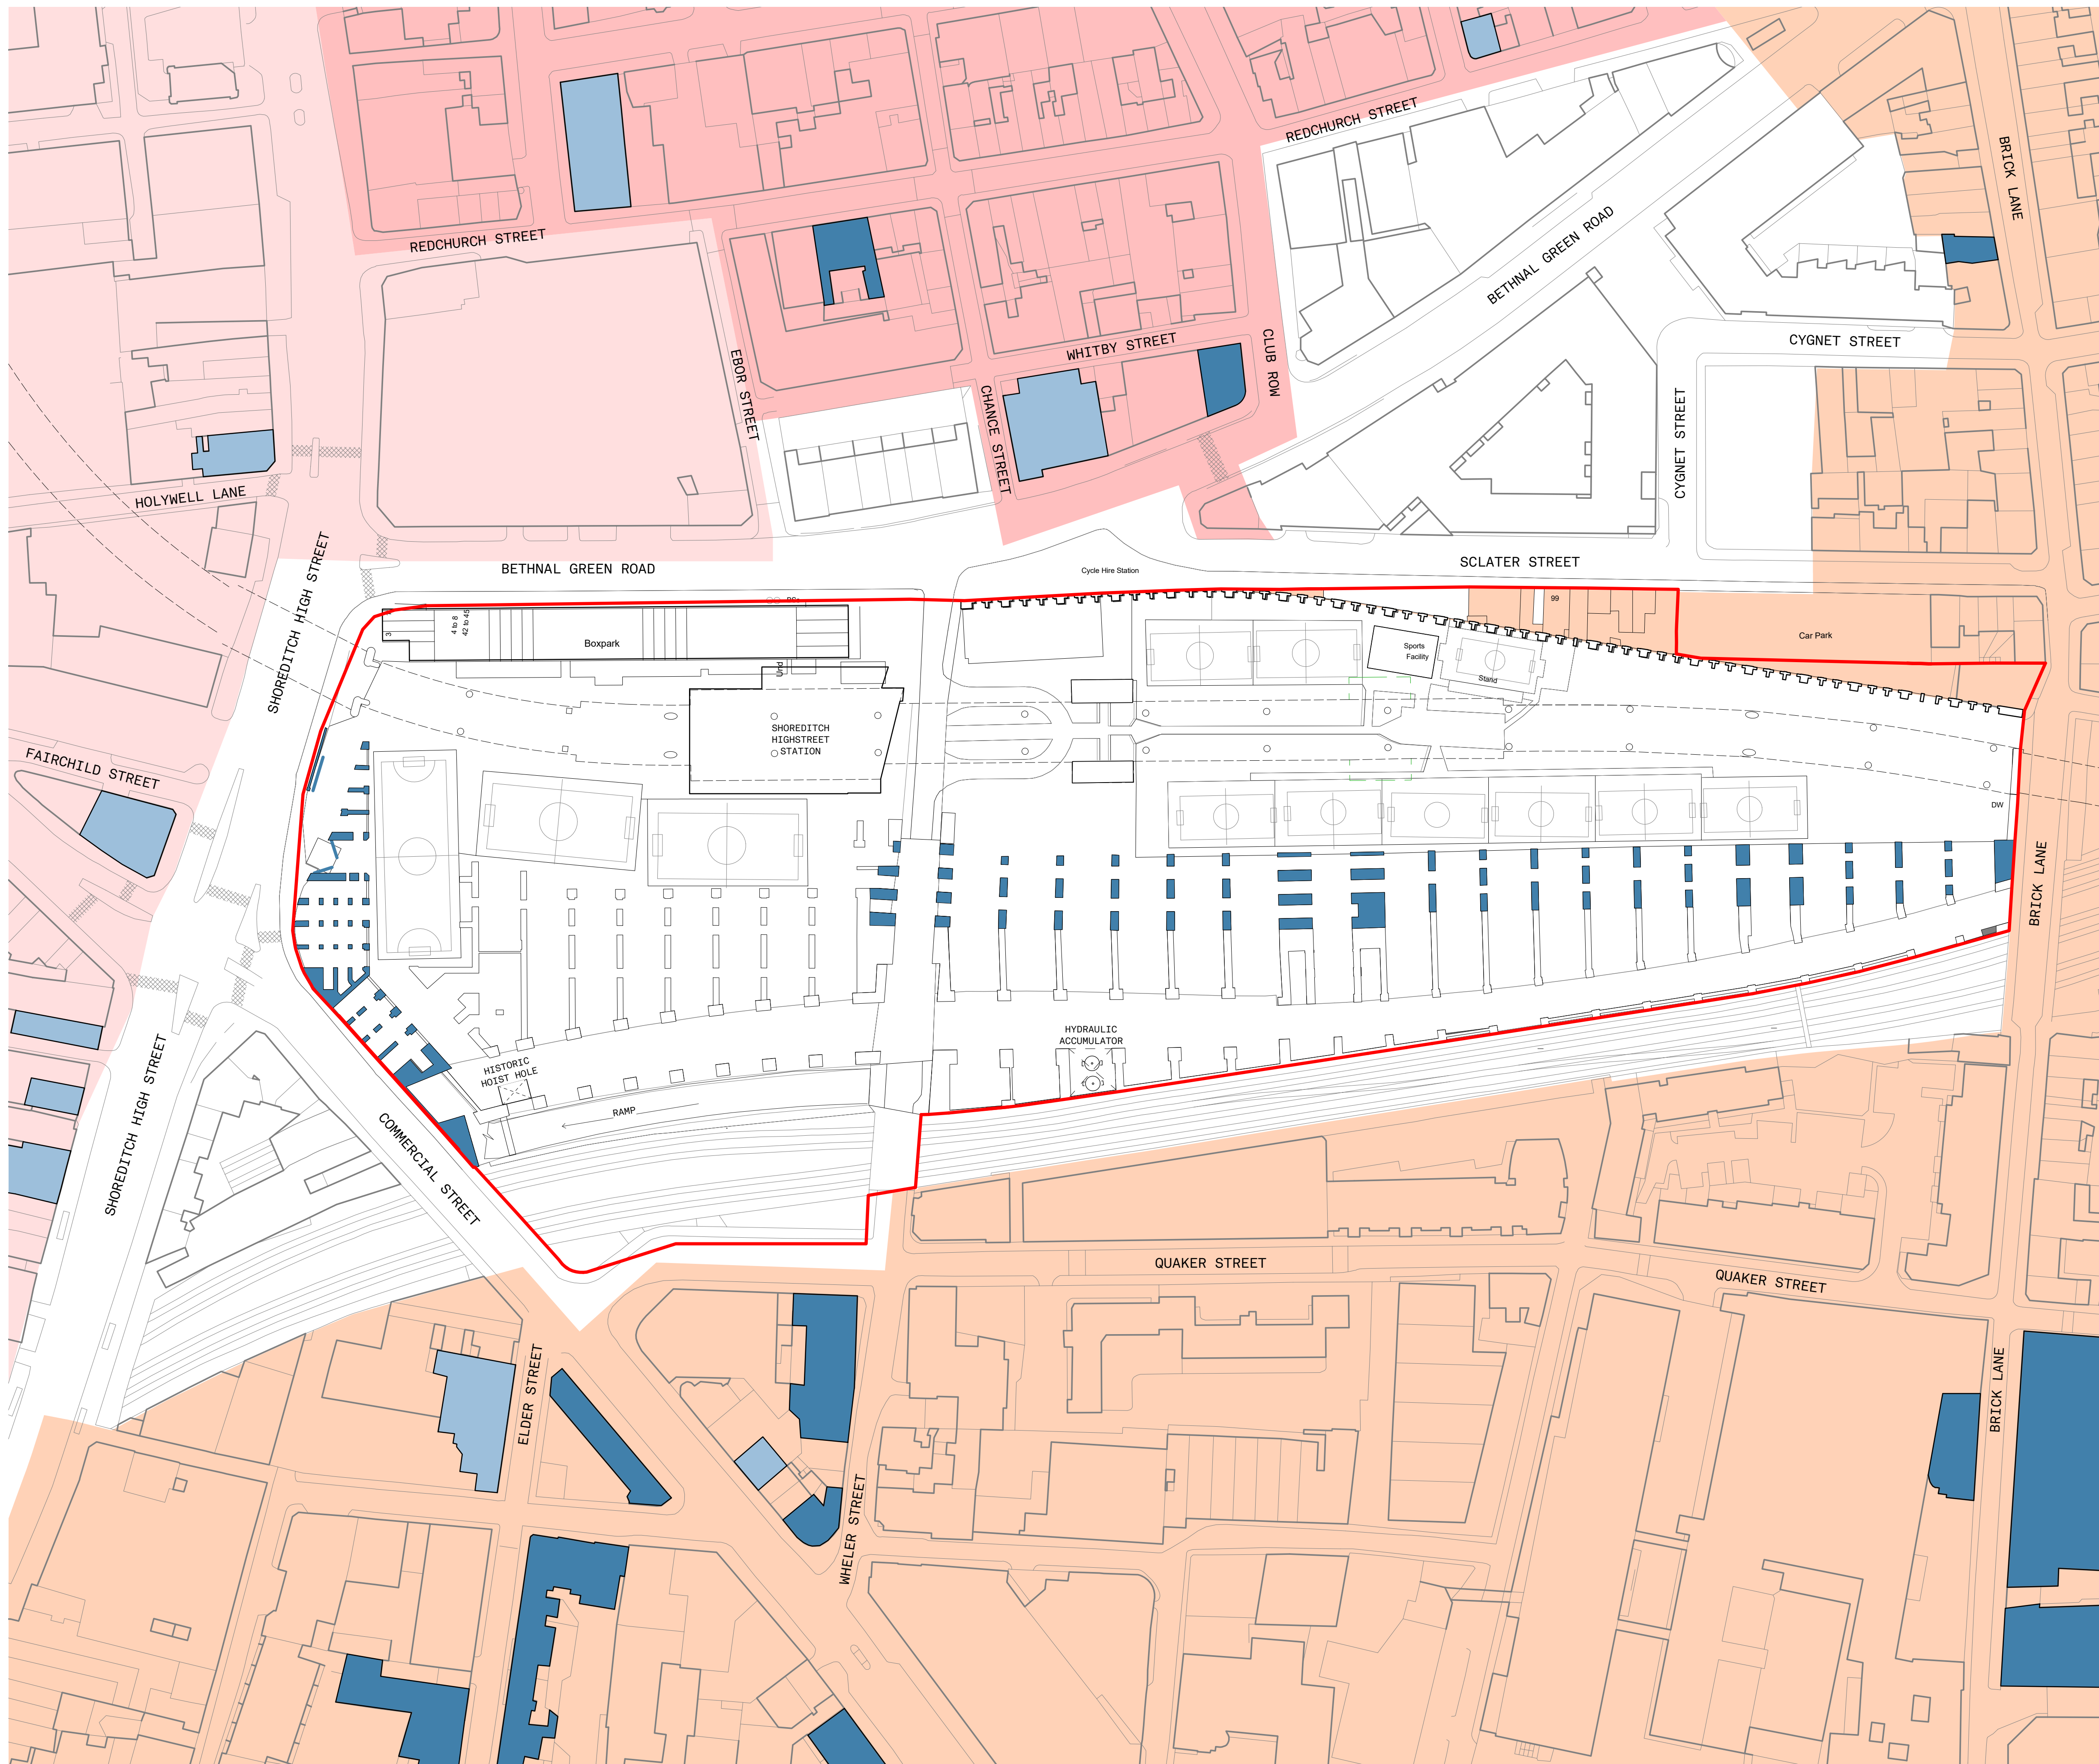 REDCHURCH STREET
BRICK LANE
REDCHURCH STREET
BETHNAL GREEN ROAD
EBOR STREET
WHITBY STREET
CLUB ROW
CYGNET STREET
CHANCE STREET
CYGNET STREET
HOLYWELL LANE
SHOREDITCH HIGH STREET
BETHNAL GREEN ROAD
Cycle Hire Station
SCLATER STREET
99
3
4 to 8
42 to 45
Boxpark
Und
Sports
Facility
Car Park
Stand
SHOREDITCH
HIGHSTREET
STATION
FAIRCHILD STREET
DW
BRICK LANE
HYDRAULIC
ACCUMULATOR
HISTORIC
HOIST HOLE
RAMP
SHOREDITCH HIGH STREET
COMMERCIAL STREET
QUAKER STREET
QUAKER STREET
ELDER STREET
BRICK LANE
WHELER STREET